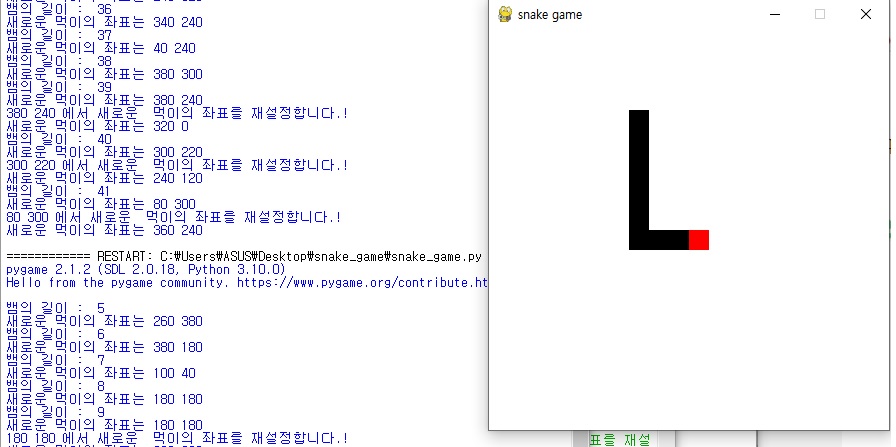 뱀의 길이 :  36
새로운 먹이의 좌표는 340 240
뱀의 길이 :  37
새로운 먹이의 좌표는 40 240
뱀의 길이 :  38
새로운 먹이의 좌표는 380 300
뱀의 길이 :  39
새로운 먹이의 좌표는 380 240
380 240 에서 새로운  먹이의 좌표를 재설정합니다.!
새로운 먹이의 좌표는 320 0
뱀의 길이 :  40
새로운 먹이의 좌표는 300 220
300 220 에서 새로운  먹이의 좌표를 재설정합니다.!
새로운 먹이의 좌표는 240 120
뱀의 길이 :  41
새로운 먹이의 좌표는 80 300
80 300 에서 새로운  먹이의 좌표를 재설정합니다.!
새로운 먹이의 좌표는 360 240
============ RESTART: C:₩Users₩ASUS₩Desktop₩snake_game₩snake_game.py
pygame 2.1.2 (SDL 2.0.18, Python 3.10.0)
Hello from the pygame community. https://www.pygame.org/contribute.ht
뱀의 길이 :  5
새로운 먹이의 좌표는 260 380
뱀의 길이 :  6
새로운 먹이의 좌표는 380 180
뱀의 길이 :  7
새로운 먹이의 좌표는 100 40
뱀의 길이 :  8
새로운 먹이의 좌표는 180 180
뱀의 길이 :  9
새로운 먹이의 좌표는 180 180
180 180 에서 새로운  먹이의 좌표를 재설정합니다.!
snake game
표를 재설